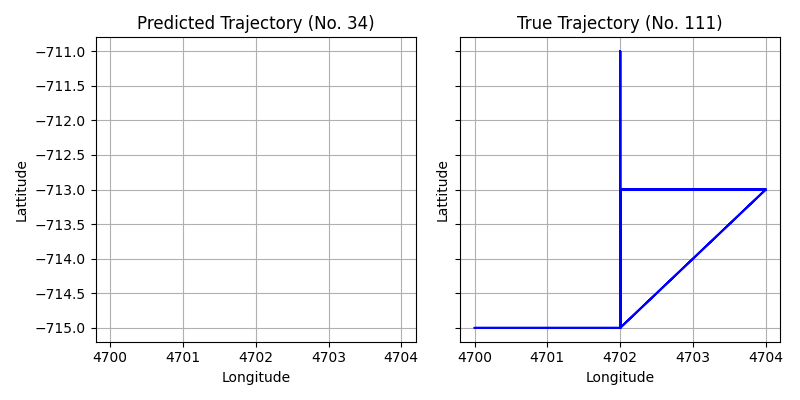 Predicted Trajectory (No. 34)
−711.0
−711.5
−712.0
−712.5
−713.0
−713.5
−714.0
−714.5
−715.0
Lattitude
4700 4701 4702 4703 4704
Longitude
True Trajectory (No. 111)
Lattitude
4700 4701 4702 4703 4704
Longitude